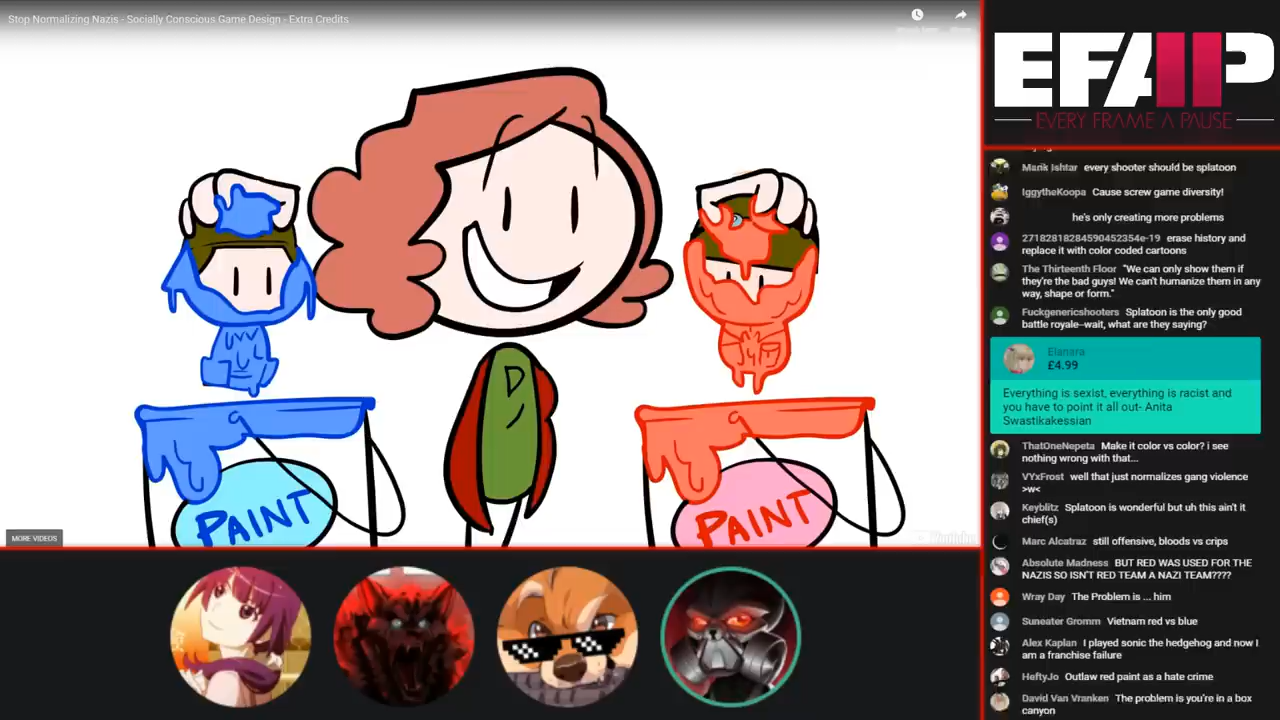 Stop Normalizing Nazis - Socially Conscious Game Design - Extra Credits
PAINT
PAINT
MORE VIDEOS
YouTube
EFAP
EVERY FRAME A PAUSE
Marik Ishtar every shooter should be splatoon
IggytheKoopa Cause screw game diversity!
he's only creating more problems
27182818284590452354e-19 erase history and
replace it with color coded cartoons
The Thirteenth Floor "We can only show them if
they're the bad guys! We can't humanize them in any
way, shape or form."
Fuckgenericshooters Splatoon is the only good
battle royale--wait, what are they saying?
Elanara
£4.99
Everything is sexist, everything is racist and
you have to point it all out- Anita
Swastikakessian
ThatOneNepeta Make it color vs color? i see
nothing wrong with that...
VYxFrost well that just normalizes gang violence
>w<
Keyblitz Splatoon is wonderful but uh this ain't it
chief(s)
Marc Alcatraz still offensive, bloods vs crips
Absolute Madness BUT RED WAS USED FOR THE
NAZIS SO ISN'T RED TEAM A NAZI TEAM????
Wray Day The Problem is ... him
Suneater Gromm Vietnam red vs blue
Alex Kaplan I played sonic the hedgehog and now I
am a franchise failure
HeftyJo Outlaw red paint as a hate crime
David Van Vranken The problem is you're in a box
canyon